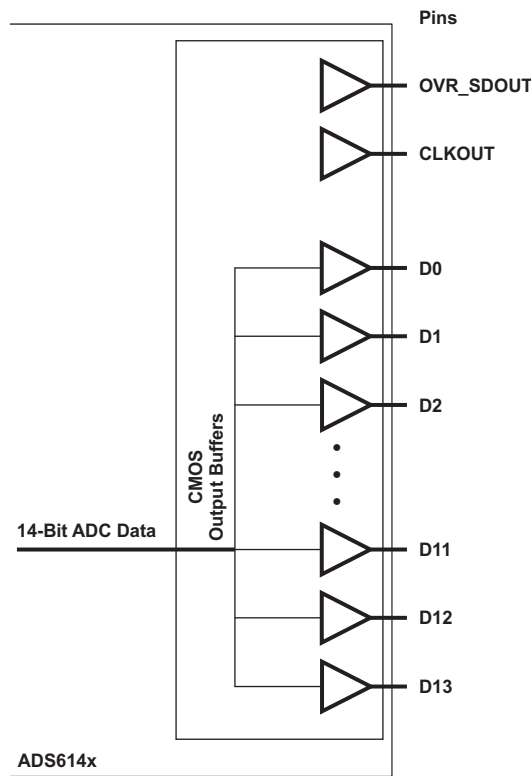 Pins
OVR_SDOUT
CLKOUT
D0
D1
D2
CMOS
Output Buffers
14-Bit ADC Data
D11
D12
D13
ADS614x